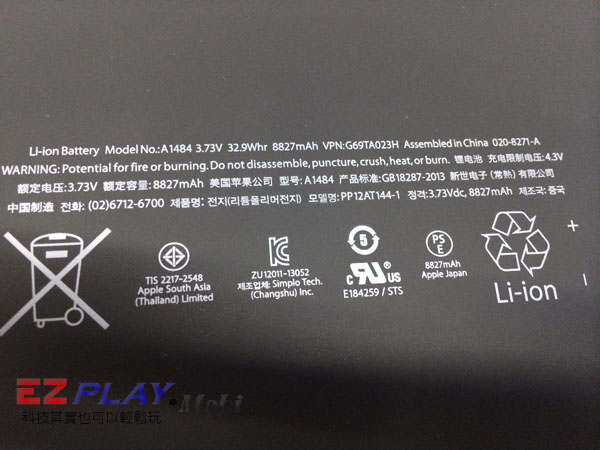 Li-ion Battery Model No.:A1484 3.73V 32.9Whr 8827mAh VPN:G69TA023H Assembled in China 020-8271-A
WARNING: Potential for fire or burning. Do not disassemble, puncture, crush, heat, or burn. 锂电池 充电限制电压:4.3V
额定电压:3.73V 额定容量:8827mAh 美国苹果公司 型号:A1484 产品标准:GB18287-2013 新世电子(常熟)有限公司
中国制造 전화: (02)6712-6700 제품명: 전지(리튬폴리머전지) 모델명: PP12AT144-1 정격:3.73Vdc, 8827mAh 제조국: 중국
TIS 2217-2548
Apple South Asia
(Thailand) Limited
ZU12011-13052
제조업체: Simplo Tech.
(Changshu) Inc.
5
c RU US
E184259 / STS
PS
E
8827mAh
Apple Japan
Li-ion
+
–
EZ PLAY.Mobi
科技其實也可以輕鬆玩